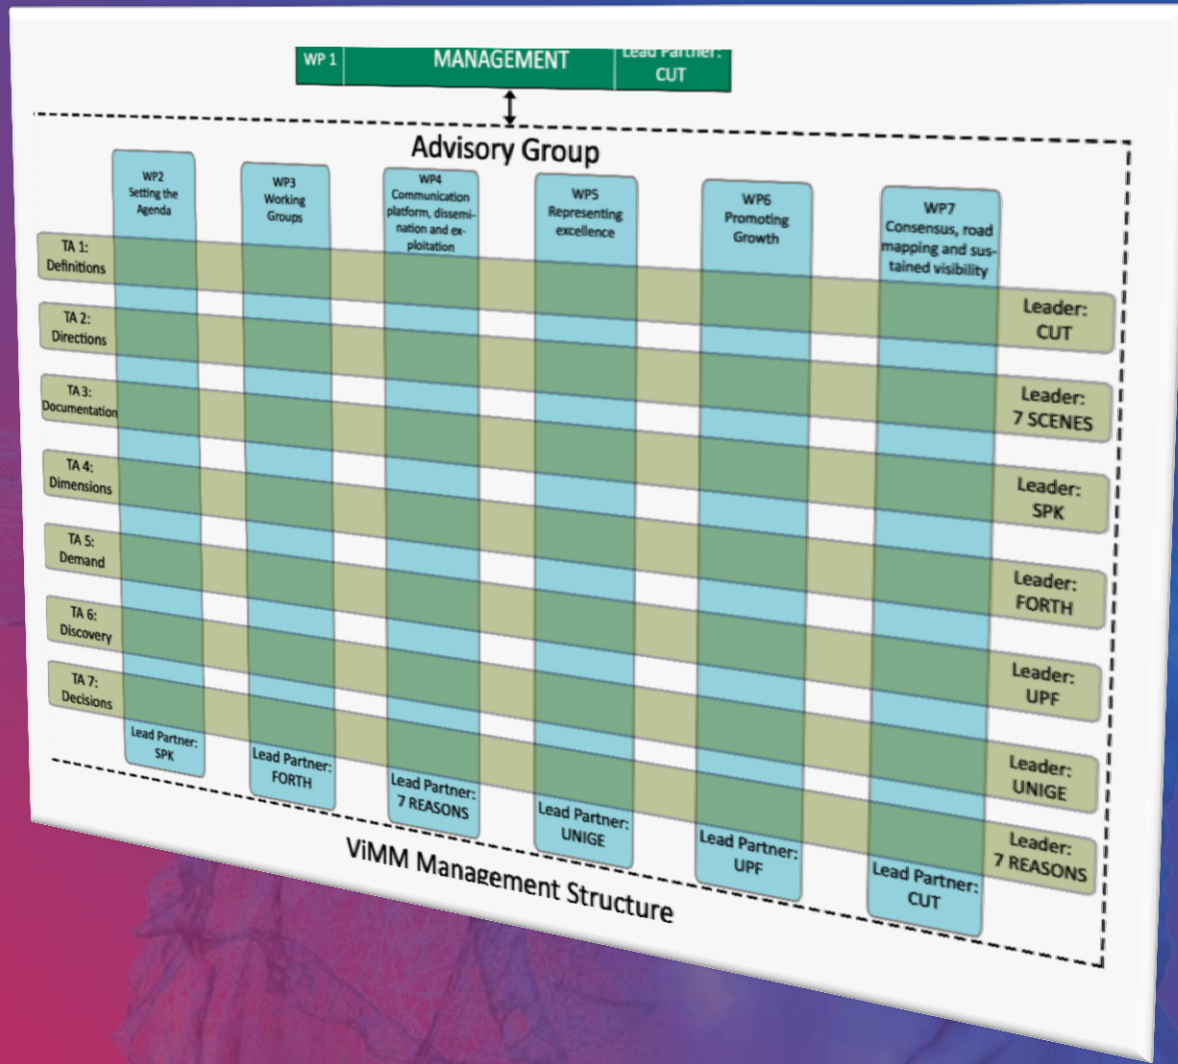 WP 1
MANAGEMENT
Lead Partner:
CUT
Advisory Group
WP2
Setting the
Agenda
WP3
Working
Groups
WP4
Communication
platform, dissemi-
nation and ex-
ploitation
WP5
Representing
excellence
WP6
Promoting
Growth
WP7
Consensus, road
mapping and sus-
tained visibility
TA 1:
Definitions
Leader:
CUT
TA 2:
Directions
Leader:
7 SCENES
TA 3:
Documentation
Leader:
SPK
TA 4:
Dimensions
Leader:
FORTH
TA 5:
Demand
Leader:
UPF
TA 6:
Discovery
Leader:
UNIGE
TA 7:
Decisions
Leader:
7 REASONS
Lead Partner:
SPK
Lead Partner:
FORTH
Lead Partner:
7 REASONS
Lead Partner:
UNIGE
Lead Partner:
UPF
Lead Partner:
CUT
ViMM Management Structure